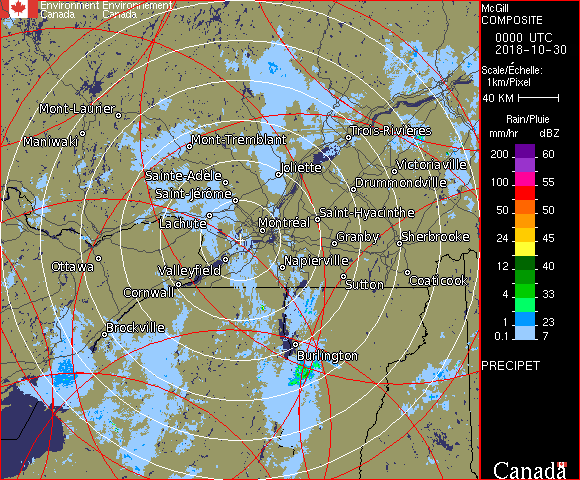 Environment Environnement
Canada Canada
McGill
COMPOSITE
0000 UTC
2018-10-30
Scale/Échelle:
1km/Pixel
40 KM
Rain/Pluie
mm/hr dBZ
200 60
100 55
50 50
45 24
12 40
4 33
1 23
0.1 7
PRECIPET
Canada
Mont-Laurier
Maniwaki
Mont-Tremblant
Trois-Rivières
Joliette
Victoriaville
Sainte-Adèle
Drummondville
Saint-Jérôme
Saint-Hyacinthe
Lachute
Montréal
Granby
Sherbrooke
Ottawa
Valleyfield
Napierville
Cornwall
Sutton
Coaticook
Brockville
Burlington